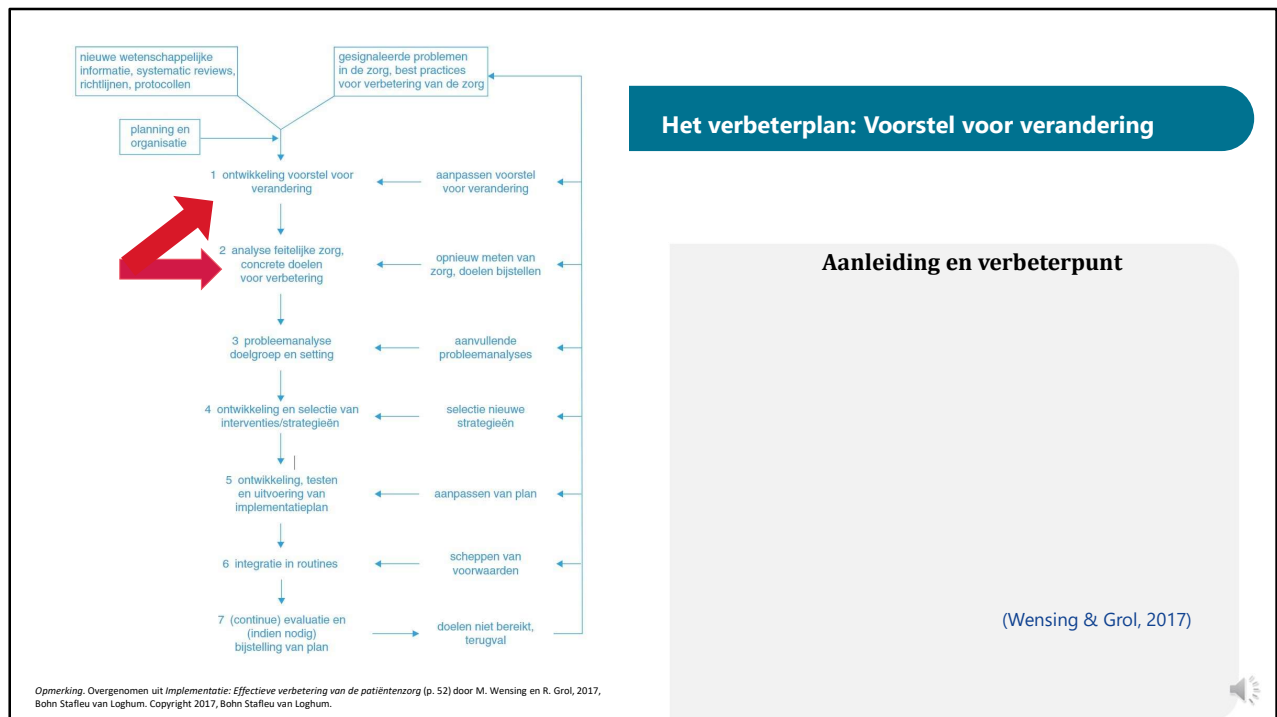 nieuwe wetenschappelijke
informatie, systematic reviews,
richtlijnen, protocollen
gesignaleerde problemen
in de zorg, best practices
voor verbetering van de zorg
planning en
organisatie
1 ontwikkeling voorstel voor
verandering
aanpassen voorstel
voor verandering
2 analyse feitelijke zorg,
concrete doelen
voor verbetering
opnieuw meten van
zorg, doelen bijstellen
3 probleemanalyse
doelgroep en setting
aanvullende
probleemanalyses
4 ontwikkeling en selectie van
interventies/strategieën
selectie nieuwe
strategieën
5 ontwikkeling, testen
en uitvoering van
implementatieplan
aanpassen van plan
6 integratie in routines
scheppen van
voorwaarden
7 (continue) evaluatie en
(indien nodig)
bijstelling van plan
doelen niet bereikt,
terugval
Opmerking. Overgenomen uit Implementatie: Effectieve verbetering van de patiëntenzorg (p. 52) door M. Wensing en R. Grol, 2017,
Bohn Stafleu van Loghum. Copyright 2017, Bohn Stafleu van Loghum.
Het verbeterplan: Voorstel voor verandering
Aanleiding en verbeterpunt
(Wensing & Grol, 2017)